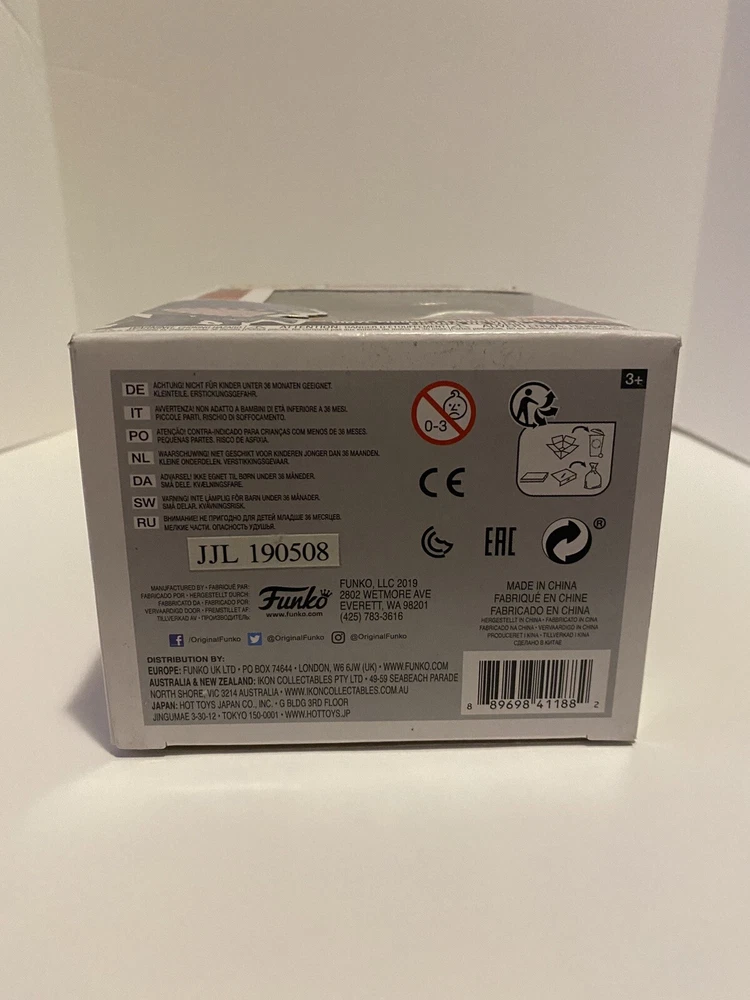 ATTENTION:
3+
DE ACHTUNG! NICHT FÜR KINDER UNTER 36 MONATEN GEEIGNET.
KLEINTEILE, ERSTICKUNGSGEFAHR.
IT AVVERTENZA! NON ADATTO A BAMBINI DI ETÀ INFERIORE A 36 MESI.
PICCOLE PARTI. RISCHIO DI SOFFOCAMENTO.
PO ATENCÃO! CONTRA-INDICADO PARA CRIANÇAS COM MENOS DE 36 MESES.
PEQUENAS PARTES. RISCO DE ASFIXIA.
NL WAARSCHUWING! NIET GESCHIKT VOOR KINDEREN JONGER DAN 36 MAANDEN.
KLEINE ONDERDELEN. VERSTIKKINGSGEVAAR.
DA ADVARSEL! IKKE EGNET TIL BØRN UNDER 36 MÅNEDER.
SMÅ DELE. KVÆLNINGSFARE.
SW VARNING! INTE LÄMPLIG FÖR BARN UNDER 36 MÅNADER.
SMÅ DELAR. KVÄVNINGSRISK.
RU ВНИМАНИЕ! НЕ ПРИГОДНО ДЛЯ ДЕТЕЙ МЛАДШЕ 36 МЕСЯЦЕВ.
МЕЛКИЕ ЧАСТИ. ОПАСНОСТЬ УДУШЬЯ.
0-3
CE
EAC
®
JJL 190508
MANUFACTURED BY • FABRIQUÉ PAR:
FABRICADO POR • HERGESTELLT DURCH:
FABBRICATO DA • FABRICADO POR
VERVAARDIGD DOOR • FREMSTILLET AF:
TILLVERKAD AV • ПРОИЗВОДИТЕЛЬ:
Funko
www.funko.com
FUNKO, LLC 2019
2802 WETMORE AVE
EVERETT, WA 98201
(425) 783-3616
MADE IN CHINA
FABRIQUÉ EN CHINE
FABRICADO EN CHINA
HERGESTELLT IN CHINA • FABBRICATO IN CINA
FABRICADO NA CHINA • VERVAARDIGD IN CHINA
PRODUCERET I KINA • TILLVERKAD I KINA
СДЕЛАНО В КИТАЕ
/OriginalFunko @OriginalFunko @OriginalFunko
DISTRIBUTION BY:
EUROPE: FUNKO UK LTD • PO BOX 74644 • LONDON, W6 6JW (UK) • WWW.FUNKO.COM
AUSTRALIA & NEW ZEALAND: IKON COLLECTABLES PTY LTD • 49-59 SEABEACH PARADE
NORTH SHORE, VIC 3214 AUSTRALIA • WWW.IKONCOLLECTABLES.COM.AU
JAPAN: HOT TOYS JAPAN CO., INC. • G BLDG 3RD FLOOR
JINGUMAE 3-30-12 • TOKYO 150-0001 • WWW.HOTTOYS.JP
8 89698 41188 2